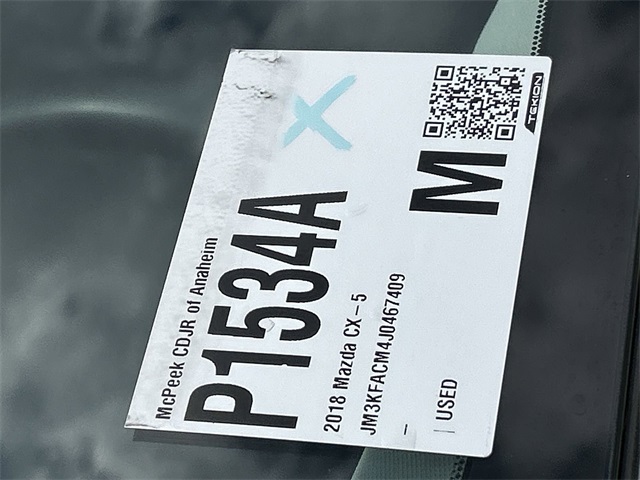 McPeek CDJR of Anaheim
P1534A
2018 Mazda CX-5
JM3KFACM4J0467409
-
| USED
M
TEKION